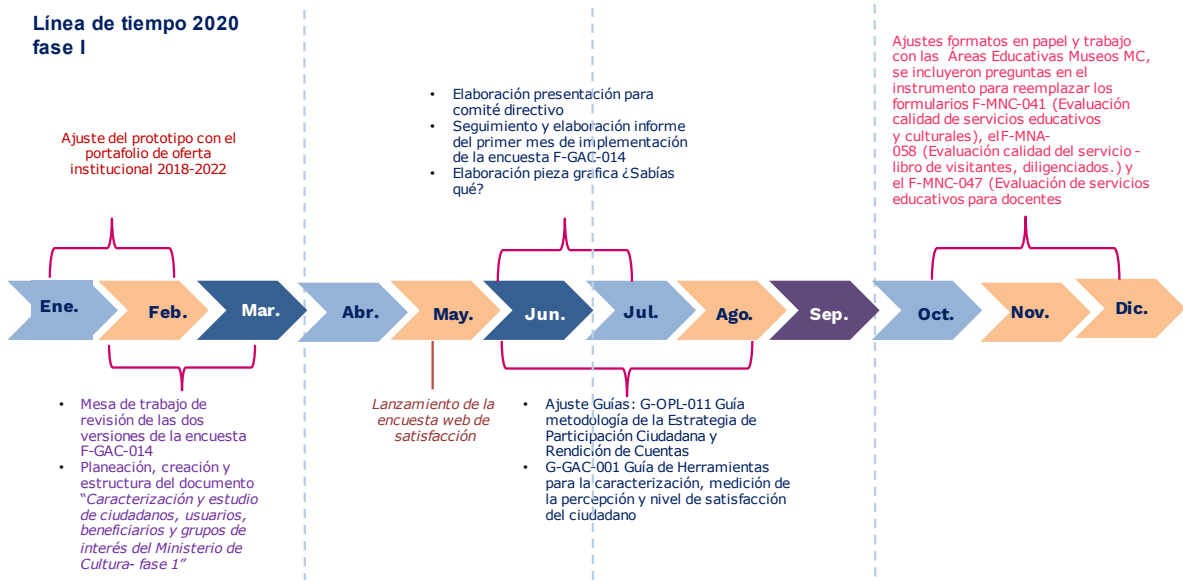 Línea de tiempo 2020
fase I
Ajuste del prototipo con el
portafolio de oferta
institucional 2018-2022
• Elaboración presentación para
comité directivo
• Seguimiento y elaboración informe
del primer mes de implementación
de la encuesta F-GAC-014
• Elaboración pieza grafica ¿Sabías
qué?
Ajustes formatos en papel y trabajo
con las Áreas Educativas Museos MC,
se incluyeron preguntas en el
instrumento para reemplazar los
formularios F-MNC-041 (Evaluación
calidad de servicios educativos
y culturales), elF-MNA-
058 (Evaluación calidad del servicio -
libro de visitantes, diligenciados.) y
el F-MNC-047 (Evaluación de servicios
educativos para docentes
Ene.
Feb.
Mar.
Abr.
May.
Jun.
Jul.
Ago.
Sep.
Oct.
Nov.
Dic.
• Mesa de trabajo de
revisión de las dos
versiones de la encuesta
F-GAC-014
• Planeación, creación y
estructura del documento
“Caracterización y estudio
de ciudadanos, usuarios,
beneficiarios y grupos de
interés del Ministerio de
Cultura- fase 1”
Lanzamiento de la
encuesta web de
satisfacción
• Ajuste Guías: G-OPL-011 Guía
metodología de la Estrategia de
Participación Ciudadana y
Rendición de Cuentas
• G-GAC-001 Guía de Herramientas
para la caracterización, medición de
la percepción y nivel de satisfacción
del ciudadano